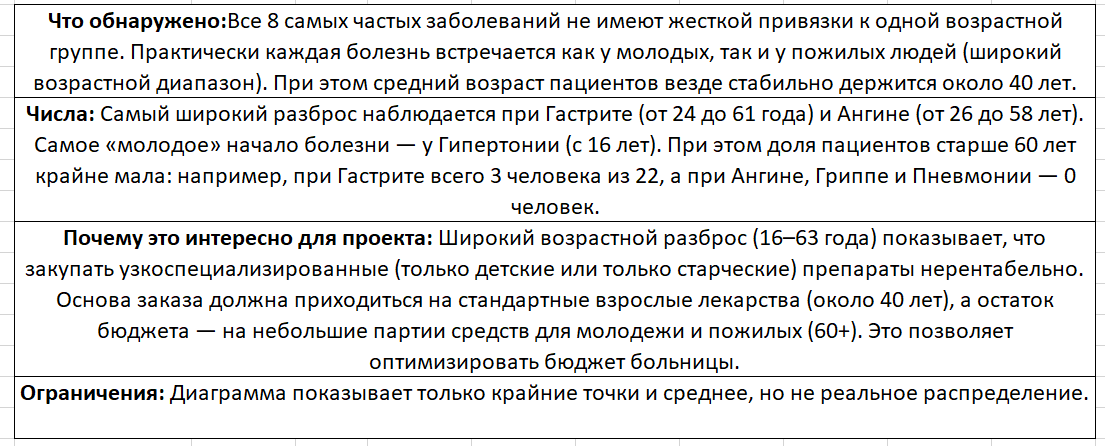 Что обнаружено:Все 8 самых частых заболеваний не имеют жесткой привязки к одной возрастной
группе. Практически каждая болезнь встречается как у молодых, так и у пожилых людей (широкий
возрастной диапазон). При этом средний возраст пациентов везде стабильно держится около 40 лет.
Числа: Самый широкий разброс наблюдается при Гастрите (от 24 до 61 года) и Ангине (от 26 до 58 лет).
Самое «молодое» начало болезни — у Гипертонии (с 16 лет). При этом доля пациентов старше 60 лет
крайне мала: например, при Гастрите всего 3 человека из 22, а при Ангине, Гриппе и Пневмонии — 0
человек.
Почему это интересно для проекта: Широкий возрастной разброс (16–63 года) показывает, что
закупать узкоспециализированные (только детские или только старческие) препараты нерентабельно.
Основа заказа должна приходиться на стандартные взрослые лекарства (около 40 лет), а остаток
бюджета — на небольшие партии средств для молодежи и пожилых (60+). Это позволяет
оптимизировать бюджет больницы.
Ограничения: Диаграмма показывает только крайние точки и среднее, но не реальное распределение.